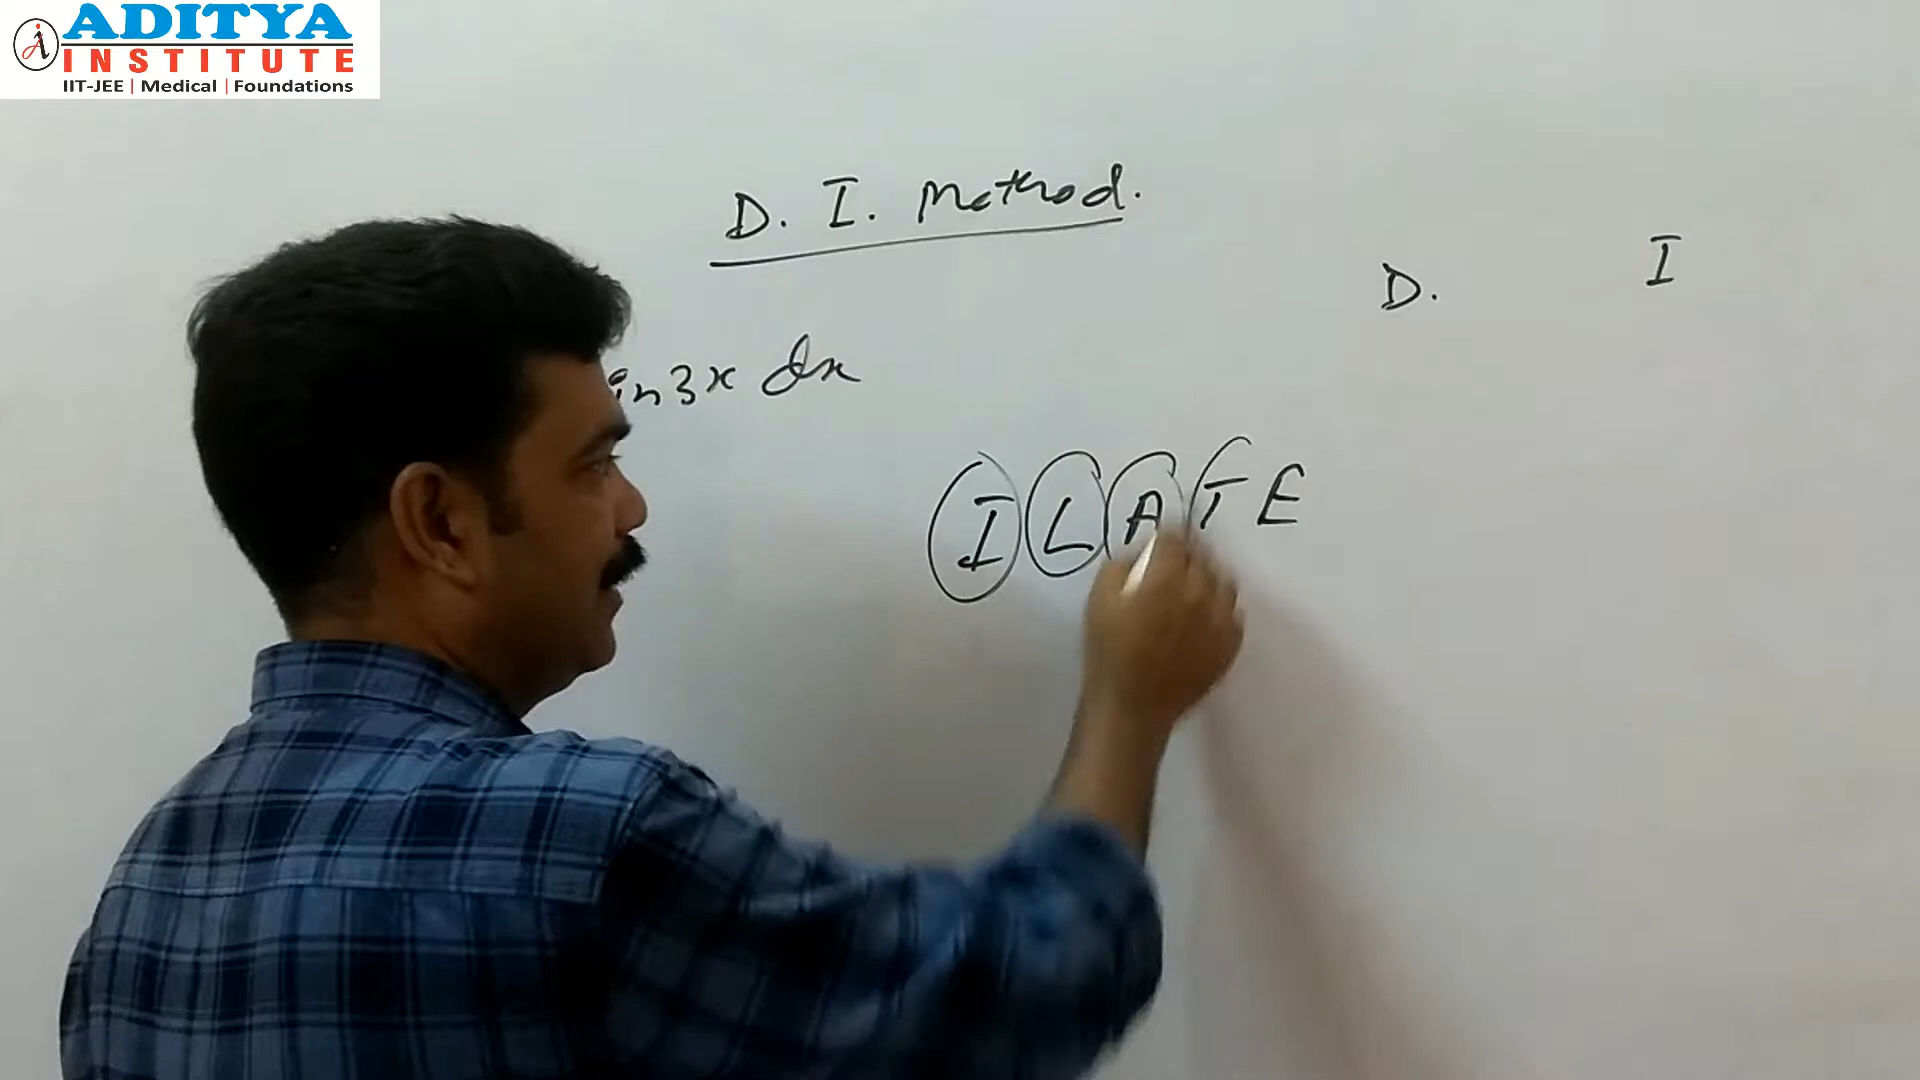 ADITYA
INSTITUTE
IIT-JEE | Medical | Foundations
D. I. Method.
D. I
in3x dx
ILATE